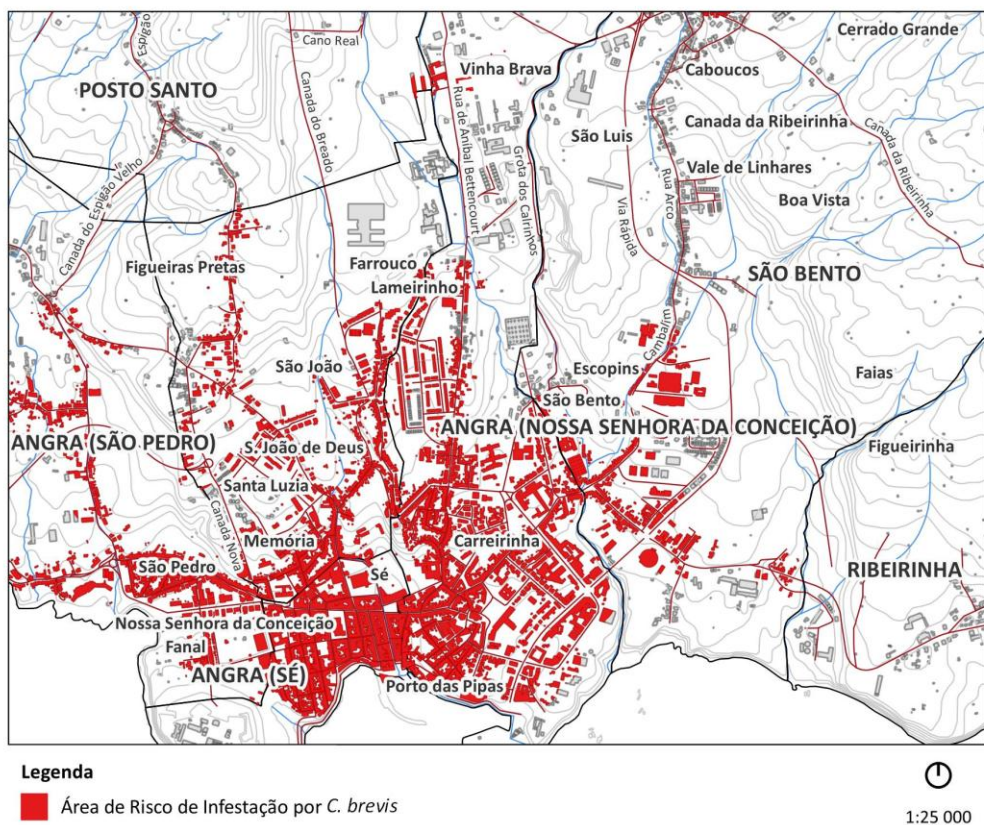 Espigão
Cano Real
Cerrado Grande
Vinha Brava
Caboucos
POSTO SANTO
Canada do Breado
Rua de Anibal Bettencourt
São Luis
Canada da Ribeirinha
Canada da Ribeirinha
Grota dos Calrinhos
Vale de Linhares
Rua Arco
Boa Vista
Canada do Espigão Velho
Via Rápida
Figueiras Pretas
Farrouco
Lameirinho
SÃO BENTO
Cambalim
São João
Escopins
Faias
São Bento
ANGRA (SÃO PEDRO)
ANGRA (NOSSA SENHORA DA CONCEIÇÃO)
S. João de Deus
Figueirinha
Santa Luzia
Canada Nova
Memória
Carreirinha
São Pedro
Sé
RIBEIRINHA
Nossa Senhora da Conceição
Fanal
ANGRA (SÉ)
Porto das Pipas
Legenda
Área de Risco de Infestação por C. brevis
1:25 000